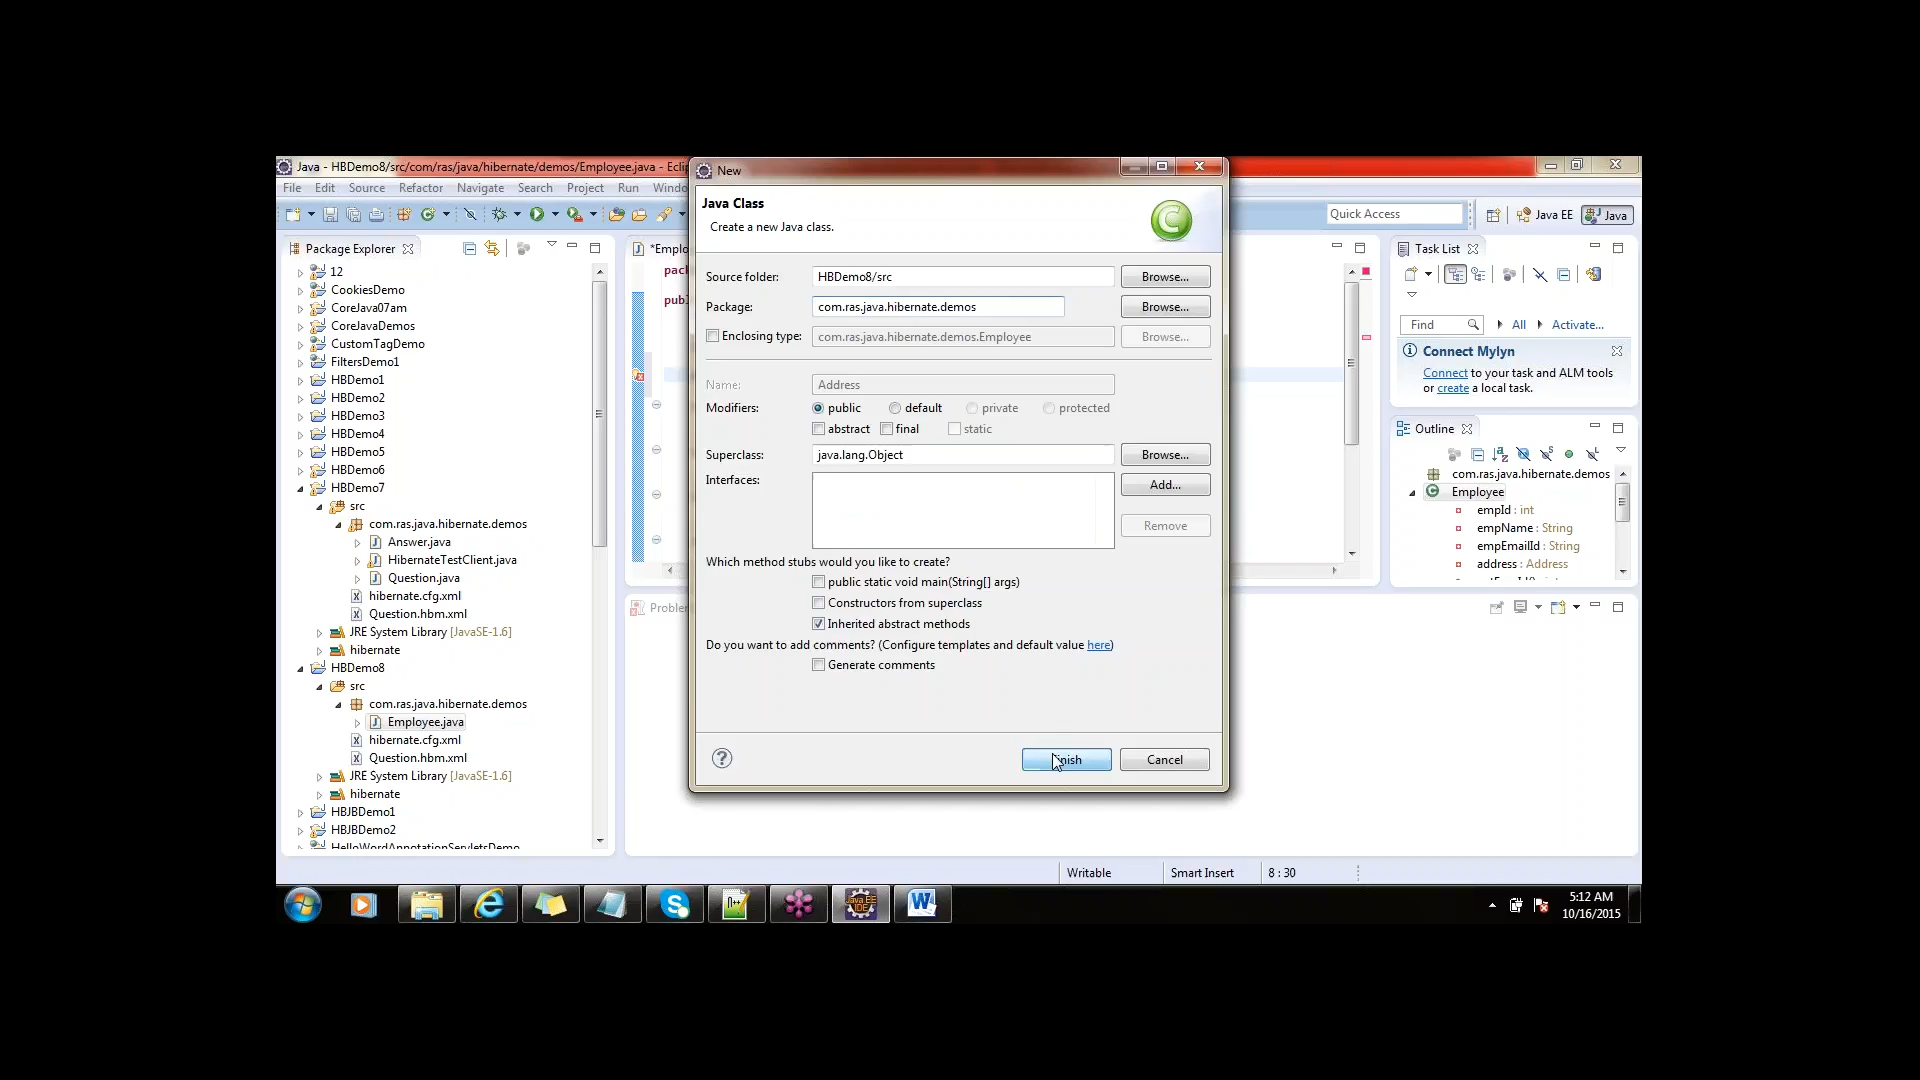 Java - HBDemo8/src/com/ras/java/hibernate/demos/Employee.java - Ecli
File Edit Source Refactor Navigate Search Project Run Windo
Quick Access
Java EE
Java
Package Explorer
12
CookiesDemo
CoreJava07am
CoreJavaDemos
CustomTagDemo
FiltersDemo1
HBDemo1
HBDemo2
HBDemo3
HBDemo4
HBDemo5
HBDemo6
HBDemo7
src
com.ras.java.hibernate.demos
Answer.java
HibernateTestClient.java
Question.java
hibernate.cfg.xml
Question.hbm.xml
JRE System Library [JavaSE-1.6]
hibernate
HBDemo8
src
com.ras.java.hibernate.demos
Employee.java
hibernate.cfg.xml
Question.hbm.xml
JRE System Library [JavaSE-1.6]
hibernate
HBJBDemo1
HBJBDemo2
HelloWordAnnotationServletsDemo
*Emplo
pack
publ
Problem
New
Java Class
Create a new Java class.
Source folder: HBDemo8/src Browse...
Package: com.ras.java.hibernate.demos Browse...
Enclosing type: com.ras.java.hibernate.demos.Employee Browse...
Name: Address
Modifiers: public default private protected
abstract final static
Superclass: java.lang.Object Browse...
Interfaces: Add...
Remove
Which method stubs would you like to create?
public static void main(String[] args)
Constructors from superclass
Inherited abstract methods
Do you want to add comments? (Configure templates and default value here)
Generate comments
Cancel
Task List
Find All Activate...
Connect Mylyn
Connect to your task and ALM tools
or create a local task.
Outline
com.ras.java.hibernate.demos
Employee
empId : int
empName : String
empEmailId : String
address : Address
Writable Smart Insert 8 : 30
5:12 AM
10/16/2015